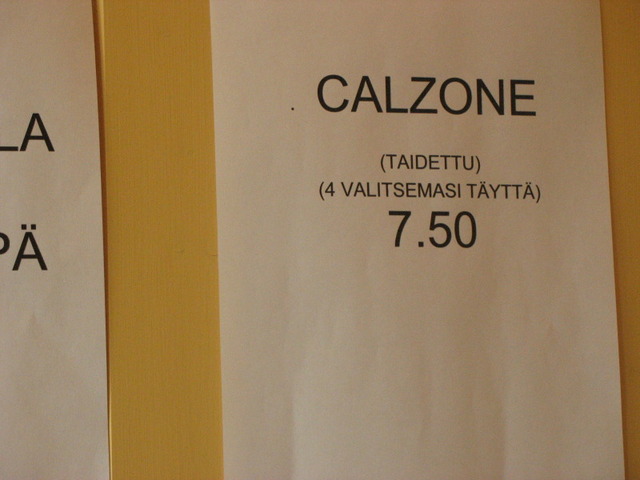 LA
PÄ
CALZONE
(TAIDETTU)
(4 VALITSEMASI TÄYTTÄ)
7.50